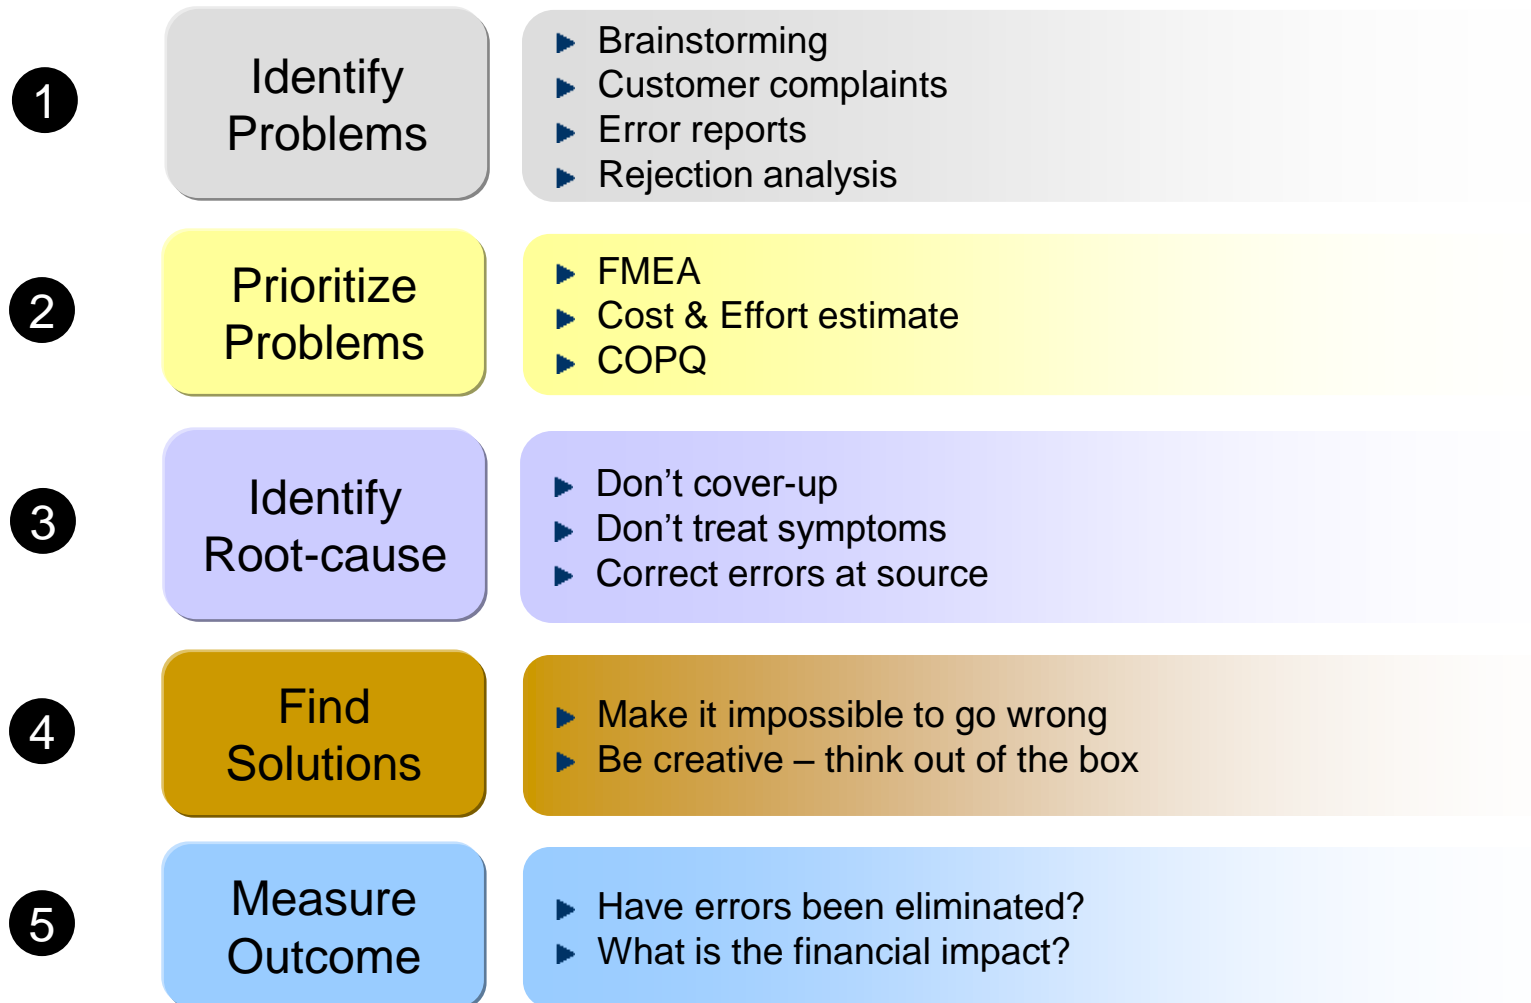 1
Identify
Problems
Brainstorming
Customer complaints
Error reports
Rejection analysis
2
Prioritize
Problems
FMEA
Cost & Effort estimate
COPQ
3
Identify
Root-cause
Don’t cover-up
Don’t treat symptoms
Correct errors at source
4
Find
Solutions
Make it impossible to go wrong
Be creative – think out of the box
5
Measure
Outcome
Have errors been eliminated?
What is the financial impact?